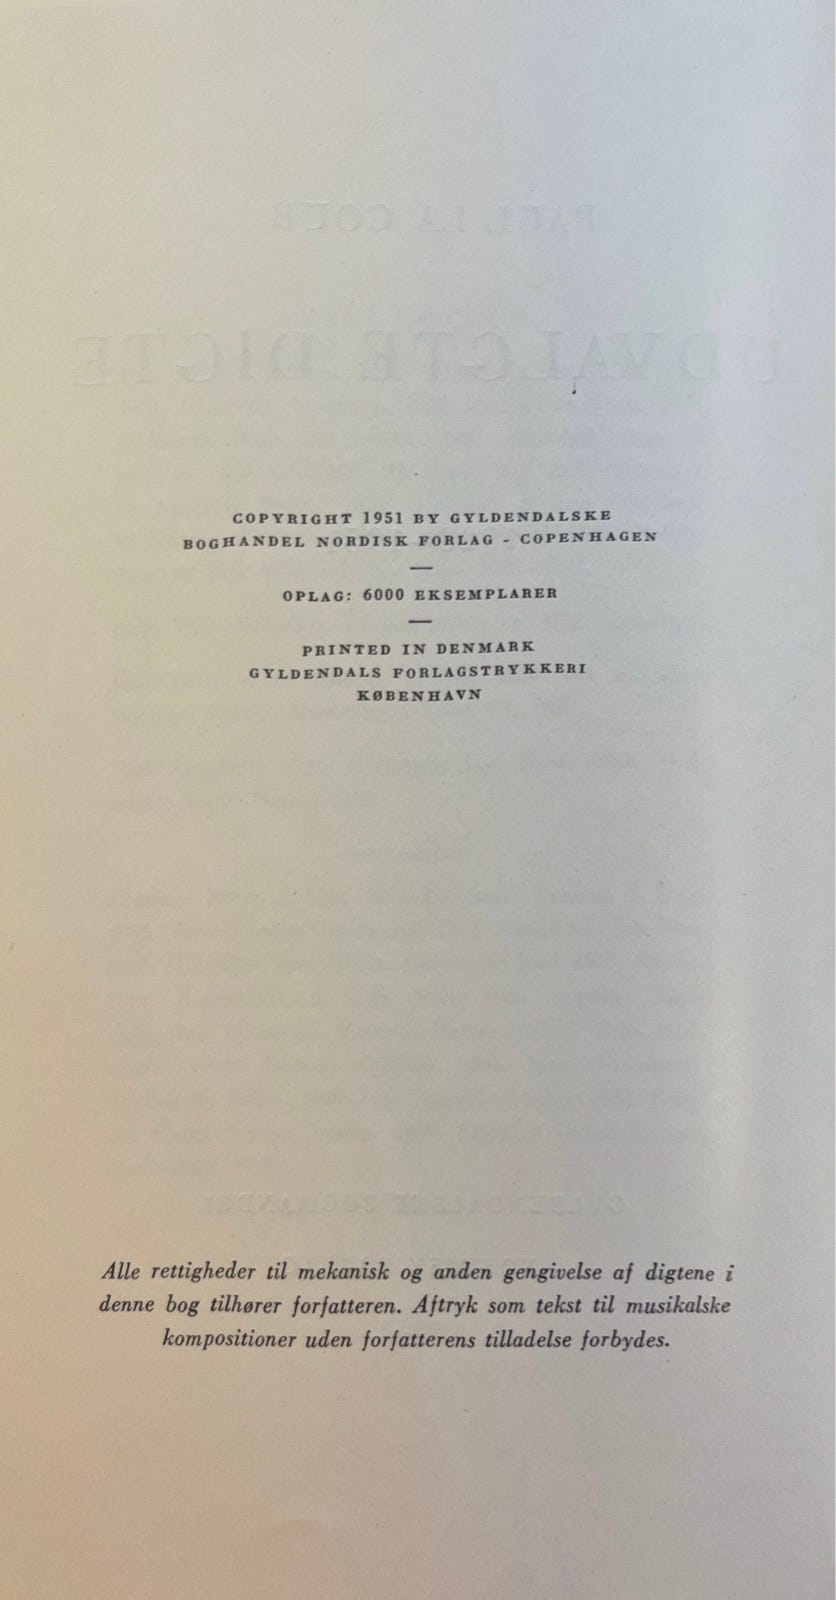 COPYRIGHT 1951 BY GYLDENDALSKE
BOGHANDEL NORDISK FORLAG - COPENHAGEN
OPLAG: 6000 EKSEMPLARER
PRINTED IN DENMARK
GYLDENDALS FORLAGSTRYKKERI
KØBENHAVN
Alle rettigheder til mekanisk og anden gengivelse af digtene i
denne bog tilhører forfatteren. Aftryk som tekst til musikalske
kompositioner uden forfatterens tilladelse forbydes.